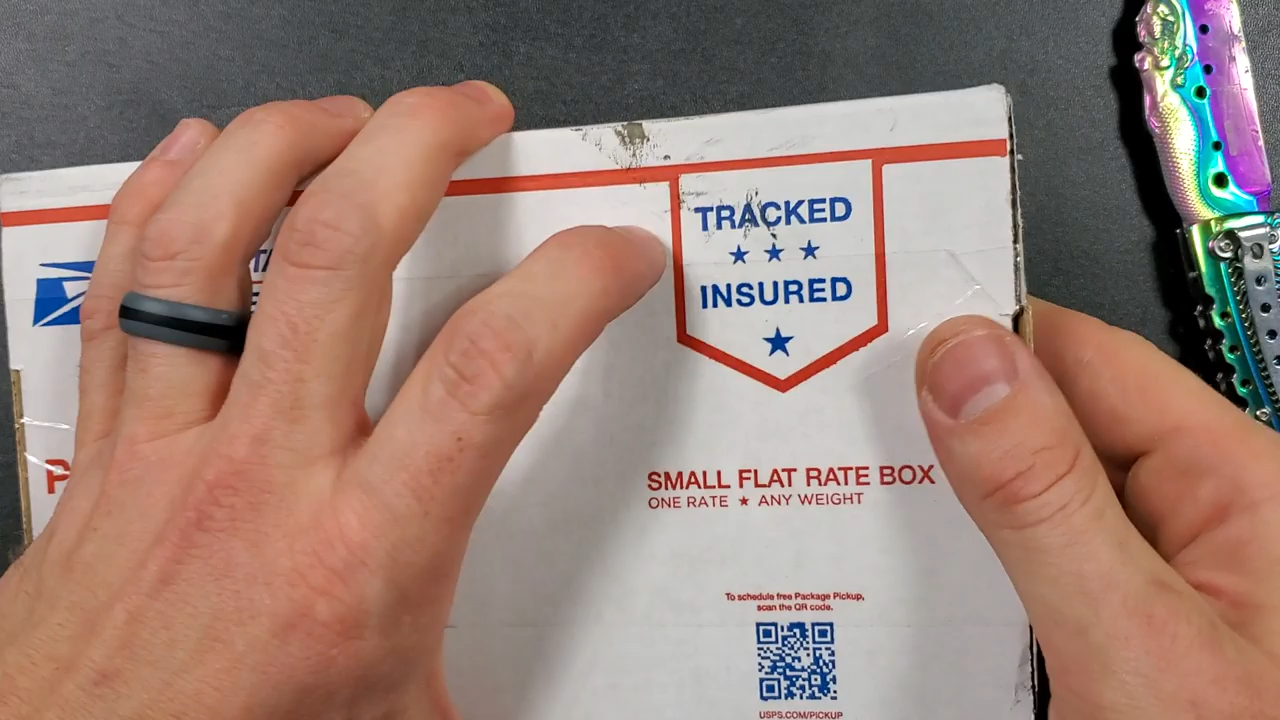 TRACKED
INSURED
P
SMALL FLAT RATE BOX
ONE RATE ★ ANY WEIGHT
To schedule free Package Pickup,
scan the QR code.
USPS.COM/PICKUP